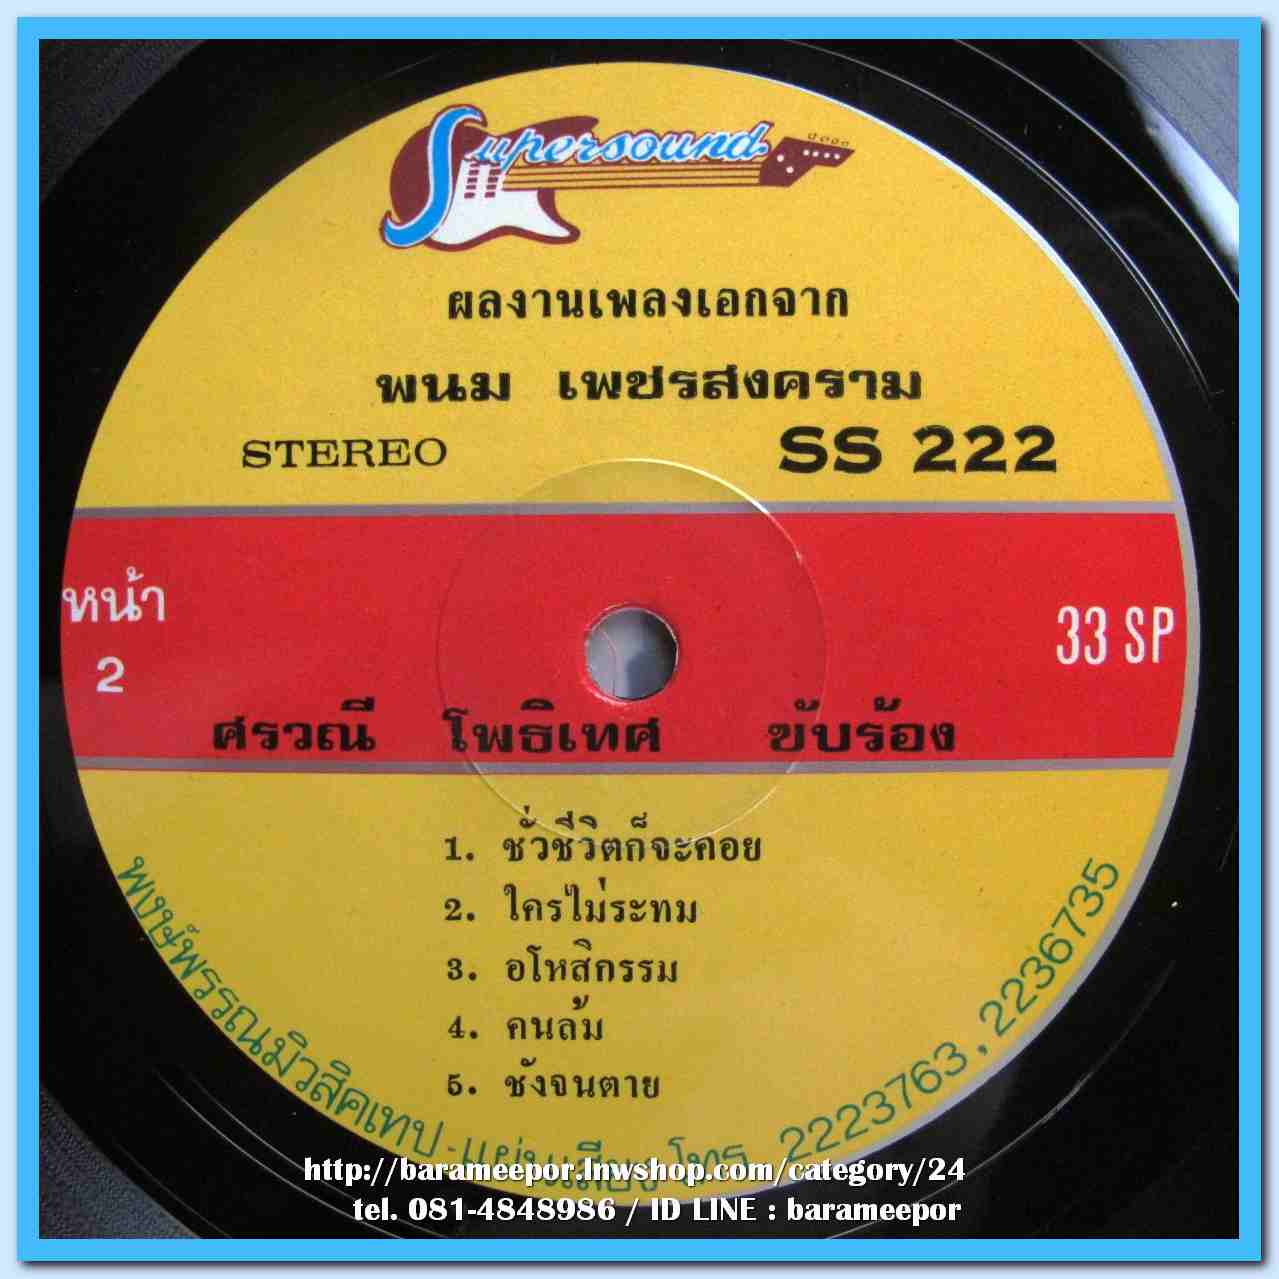 Supersound
ผลงานเพลงเอกจาก
พนม เพชรสงคราม
STEREO
SS 222
หน้า
2
33 SP
ศรวณี โพธิเทศ ขับร้อง
1. ชั่วชีวิตก็จะคอย
2. ใครไม่ระทม
3. อโหสิกรรม
4. คนล้ม
5. ชังจนตาย
พงษ์พรรณมิวสิคเทป-แผ่นเสียง โทร. 2223763, 2236735
http://barameepor.lnwshop.com/category/24
tel. 081-4848986 / ID LINE : barameepor